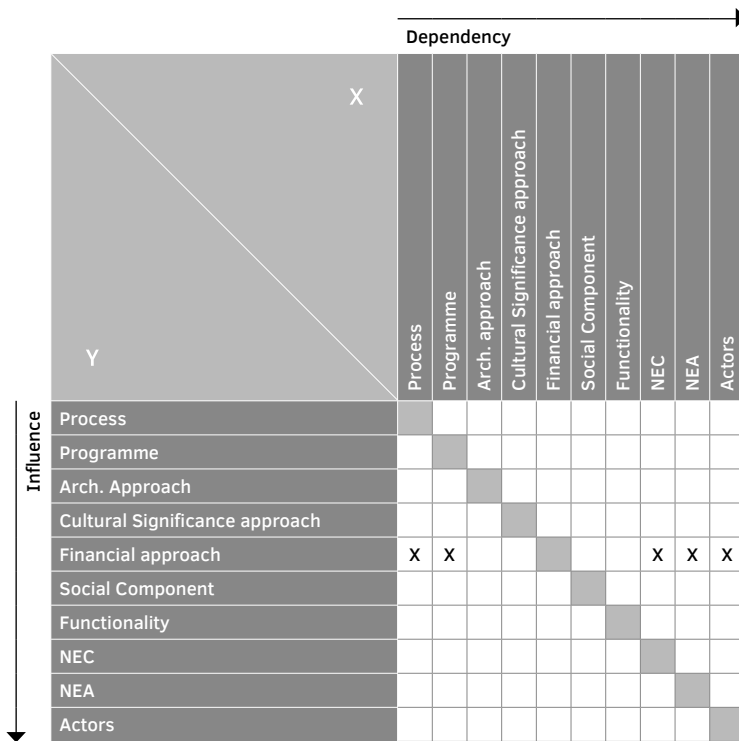 Dependency
X
Y
Process
Programme
Arch. approach
Cultural Significance approach
Financial approach
Social Component
Functionality
NEC
NEA
Actors
Influence
Process
Programme
Arch. Approach
Cultural Significance approach
Financial approach X X X X X
Social Component
Functionality
NEC
NEA
Actors